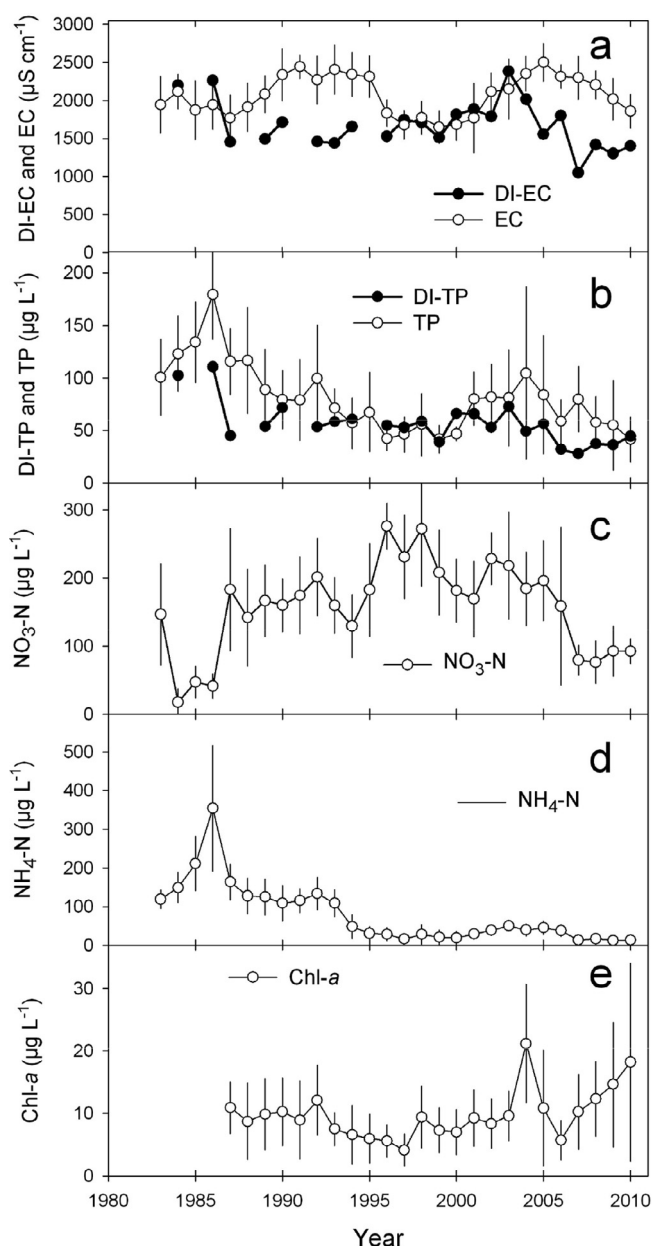 3000
2500
2000
1500
1000
500
0
DI-EC and EC (µS cm-1)
a
DI-EC
EC
200
150
100
50
0
DI-TP and TP (µg L-1)
b
DI-TP
TP
300
200
100
0
NO3-N (µg L-1)
c
NO3-N
500
400
300
200
100
0
NH4-N (µg L-1)
d
NH4-N
30
20
10
0
Chl-a (µg L-1)
e
Chl-a
1980 1985 1990 1995 2000 2005 2010
Year